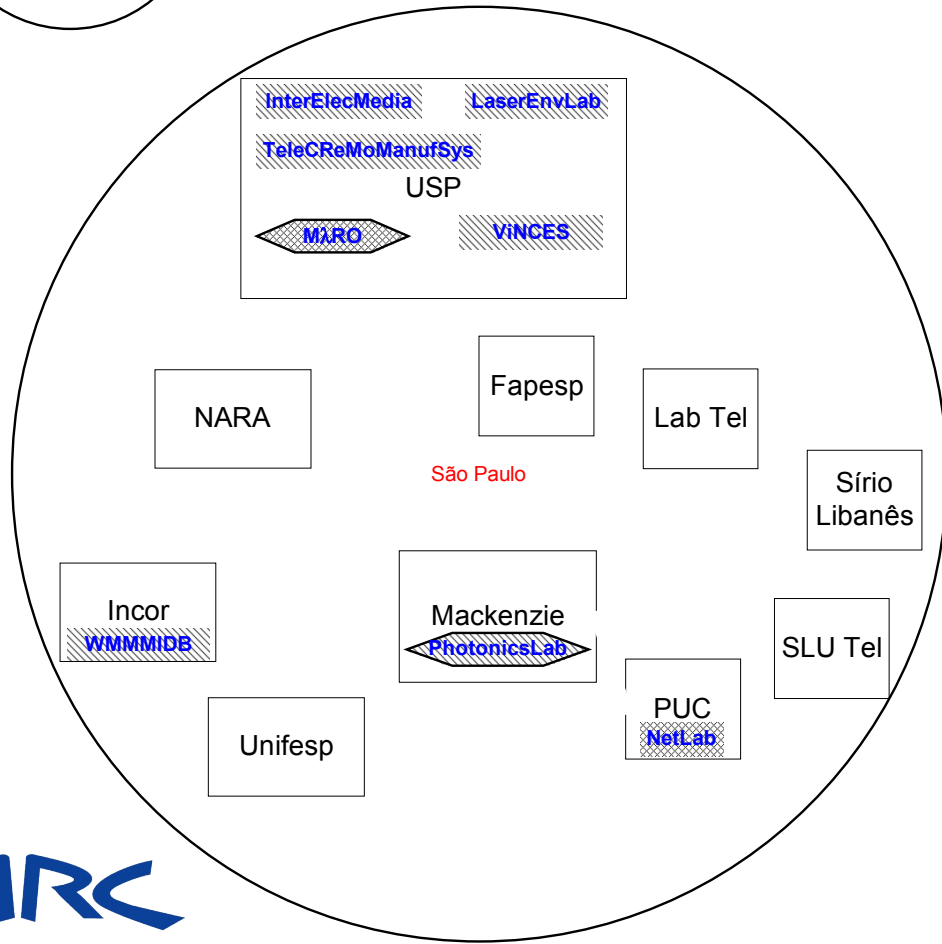 InterElecMedia
LaserEnvLab
TeleCReMoManufSys
USP
MλRO
ViNCES
Fapesp
NARA
Lab Tel
São Paulo
Sírio
Libanês
Incor
WMMMIDB
Mackenzie
PhotonicsLab
SLU Tel
PUC
NetLab
Unifesp